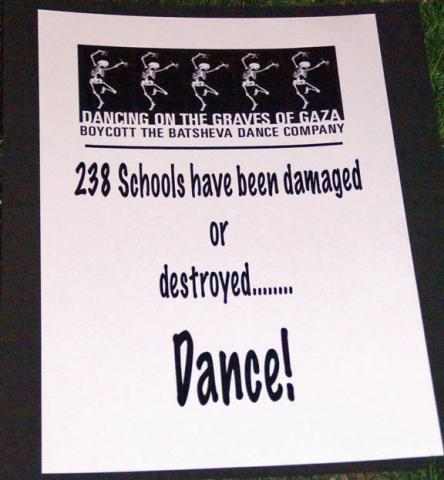 DANCING ON THE GRAVES OF GAZA
BOYCOTT THE BATSHEVA DANCE COMPANY
238 Schools have been damaged
or
destroyed........
Dance!